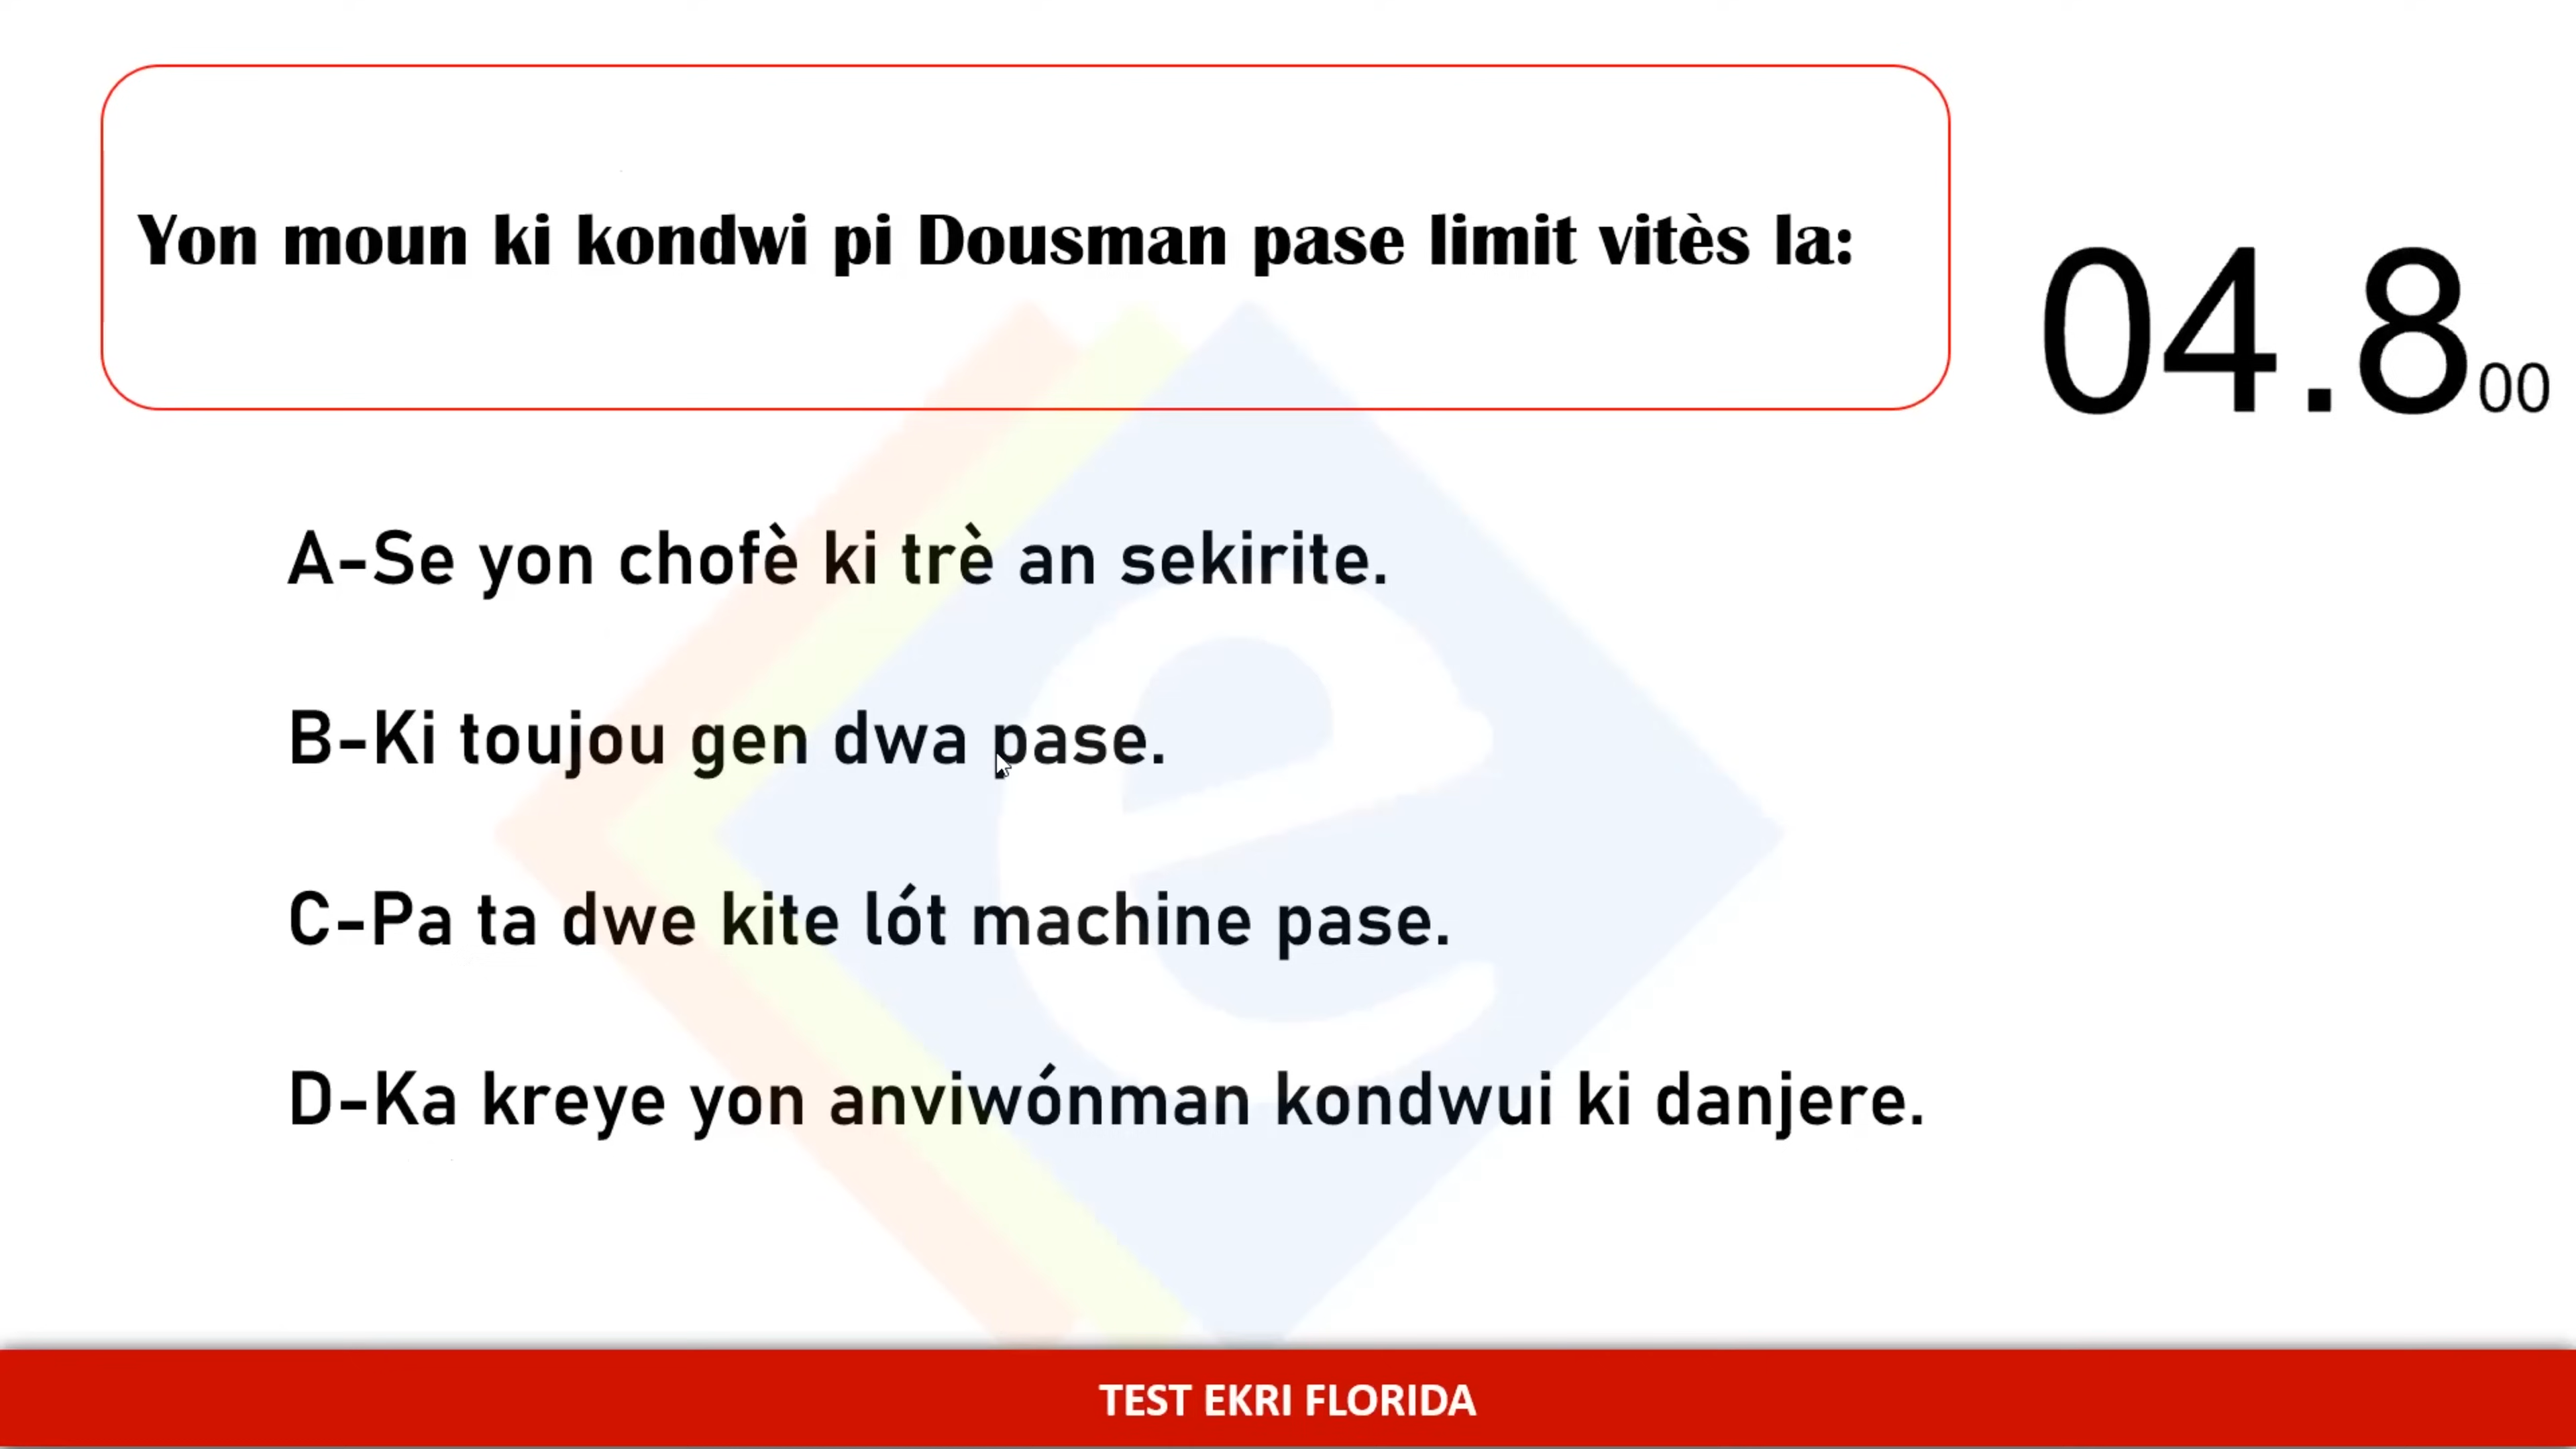 Yon moun ki kondwi pi Dousman pase limit vitès la:
04.800
A-Se yon chofè ki trè an sekirite.
B-Ki toujou gen dwa pase.
C-Pa ta dwe kite lót machine pase.
D-Ka kreye yon anviwónman kondwui ki danjere.
TEST EKRI FLORIDA